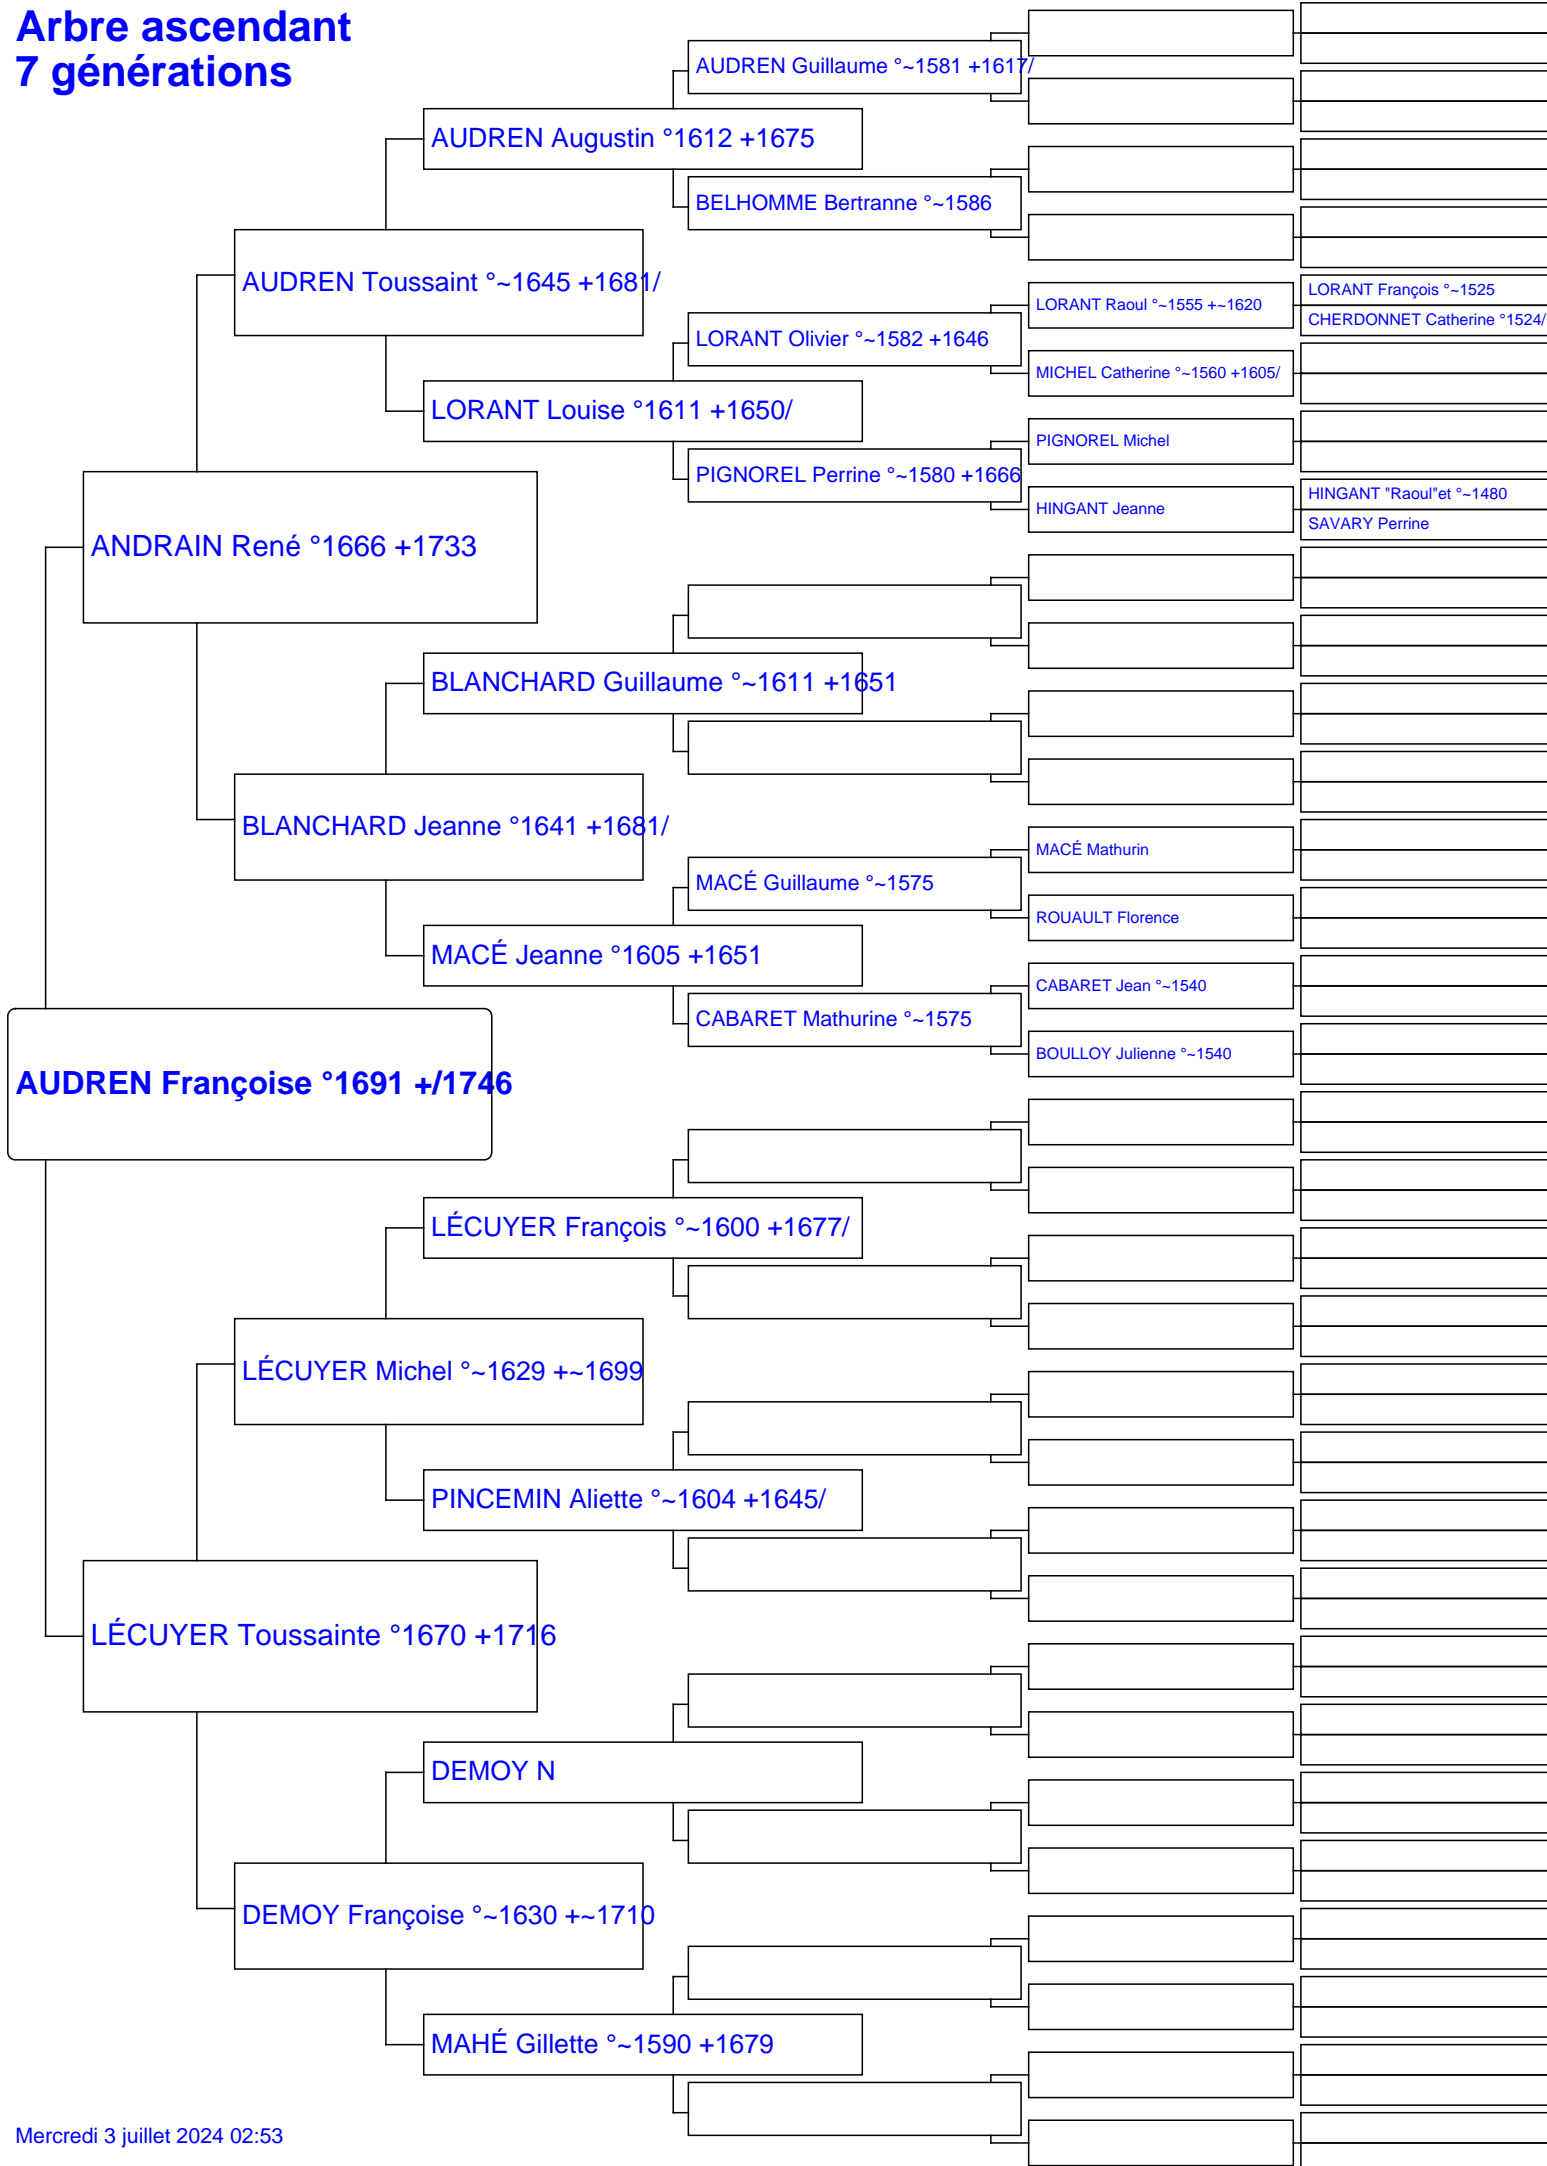 Arbre ascendant
7 générations
AUDREN Guillaume °~1581 +1617/
AUDREN Augustin °1612 +1675
BELHOMME Bertranne °~1586
AUDREN Toussaint °~1645 +1681/
LORANT François °~1525
LORANT Raoul °~1555 +~1620
CHERDONNET Catherine °1524/
LORANT Olivier °~1582 +1646
MICHEL Catherine °~1560 +1605/
LORANT Louise °1611 +1650/
PIGNOREL Michel
PIGNOREL Perrine °~1580 +1666
HINGANT "Raoul"et °~1480
HINGANT Jeanne
SAVARY Perrine
ANDRAIN René °1666 +1733
BLANCHARD Guillaume °~1611 +1651
BLANCHARD Jeanne °1641 +1681/
MACÉ Mathurin
MACÉ Guillaume °~1575
ROUAULT Florence
MACÉ Jeanne °1605 +1651
CABARET Jean °~1540
CABARET Mathurine °~1575
BOULLOY Julienne °~1540
AUDREN Françoise °1691 +/1746
LÉCUYER François °~1600 +1677/
LÉCUYER Michel °~1629 +~1699
PINCEMIN Aliette °~1604 +1645/
LÉCUYER Toussainte °1670 +1716
DEMOY N
DEMOY Françoise °~1630 +~1710
MAHÉ Gillette °~1590 +1679
Mercredi 3 juillet 2024 02:53